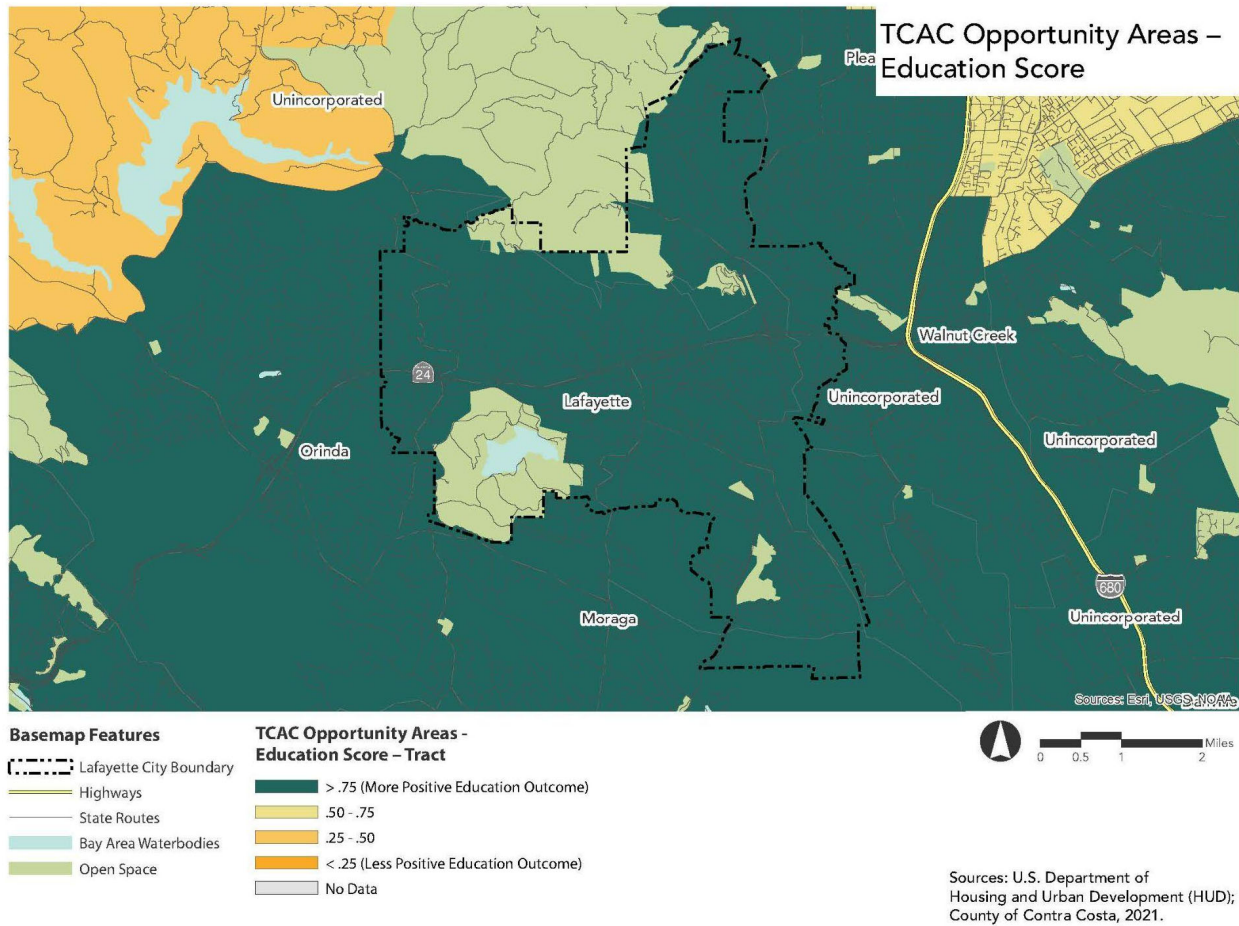 TCAC Opportunity Areas –
Education Score
Plea
Unincorporated
Walnut Creek
24
Lafayette
Unincorporated
Unincorporated
Orinda
680
Moraga
Unincorporated
Sources: Esri, USGS, NOAA
Basemap Features
Lafayette City Boundary
Highways
State Routes
Bay Area Waterbodies
Open Space
TCAC Opportunity Areas -
Education Score – Tract
> .75 (More Positive Education Outcome)
.50 - .75
.25 - .50
< .25 (Less Positive Education Outcome)
No Data
0 0.5 1 2 Miles
Sources: U.S. Department of
Housing and Urban Development (HUD);
County of Contra Costa, 2021.